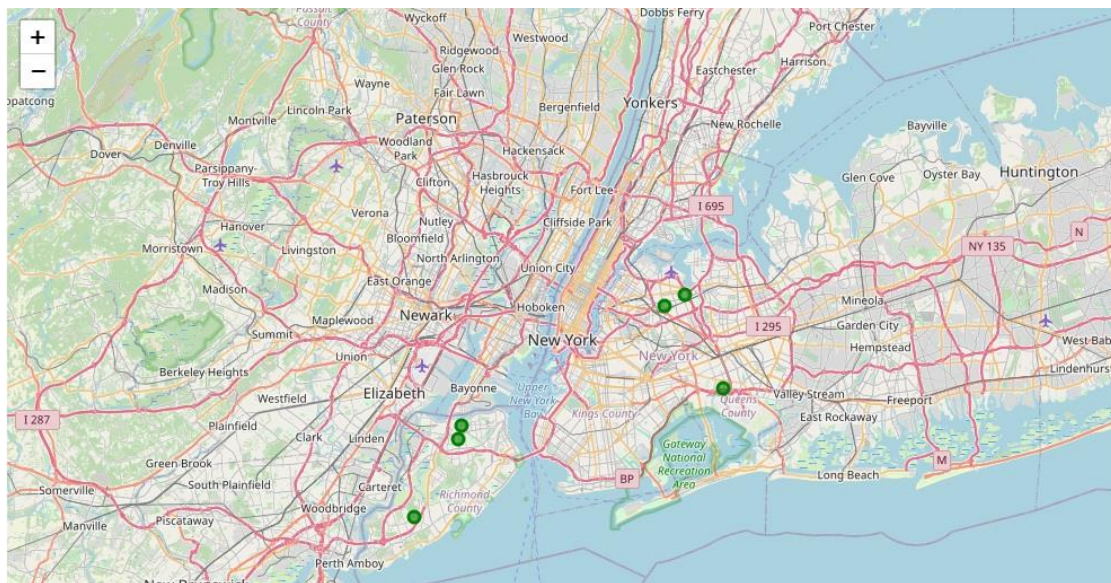 +
−
Passaic
County
Wyckoff
Westwood
Dobbs Ferry
Port Chester
Ridgewood
Harrison
Glen Rock
Eastchester
Wayne
Fair Lawn
Bergenfield
Yonkers
Lincoln Park
Paterson
New Rochelle
Montville
Bayville
Denville
Woodland
Park
Hackensack
Dover
Parsippany-
Troy Hills
Hasbrouck
Heights
Clifton
Fort Lee
Glen Cove
Oyster Bay
Huntington
I 695
Verona
Nutley
Cliffside Park
Hanover
Bloomfield
N
Morristown
Livingston
North Arlington
NY 135
Union City
East Orange
Madison
Hoboken
Mineola
Newark
Maplewood
Summit
I 295
Garden City
Union
New York
New York
Hempstead
West Bab
Berkeley Heights
Lindenhurst
Elizabeth
Bayonne
Upper
New York
Bay
Queens
County
Valley Stream
Freeport
Westfield
Kings County
East Rockaway
I 287
Plainfield
Clark
Linden
Gateway
National
Recreation
Area
Green Brook
M
South Plainfield
Carteret
Richmond
County
BP
Long Beach
Somerville
Woodbridge
Piscataway
Manville
Perth Amboy
New Brunswick